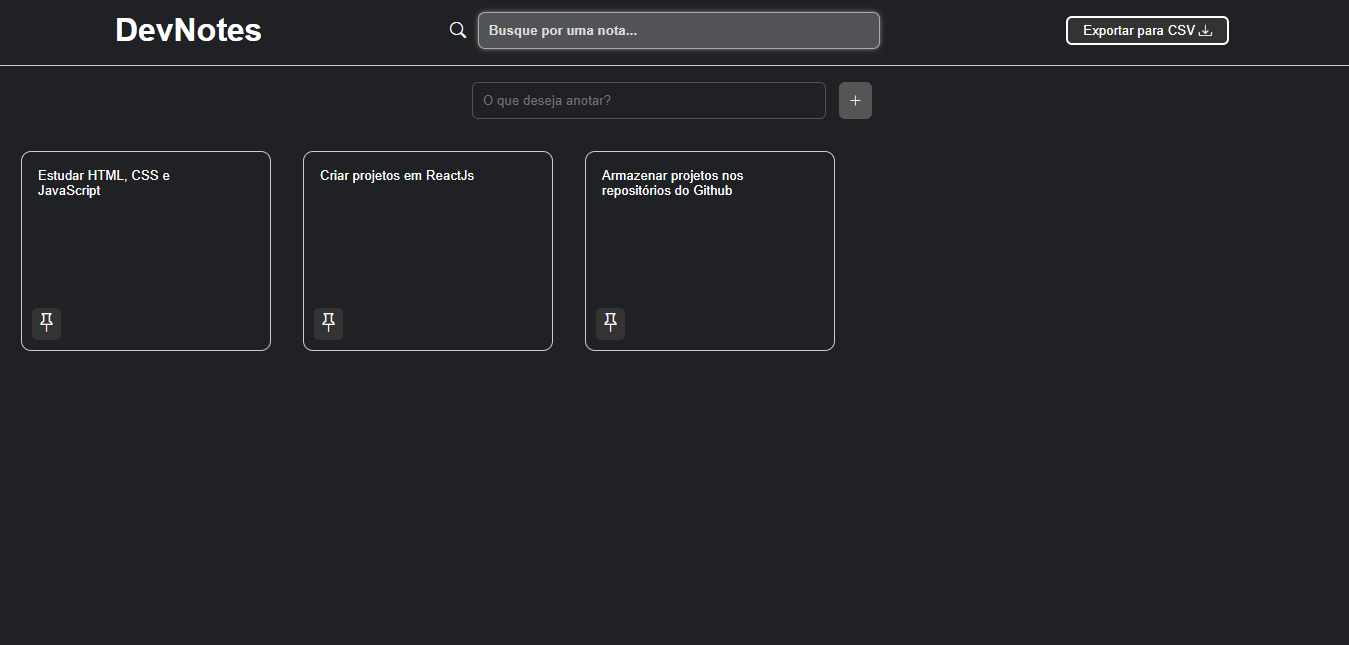 DevNotes
Busque por uma nota...
Exportar para CSV
O que deseja anotar?
+
Estudar HTML, CSS e
JavaScript
Criar projetos em ReactJs
Armazenar projetos nos
repositórios do Github